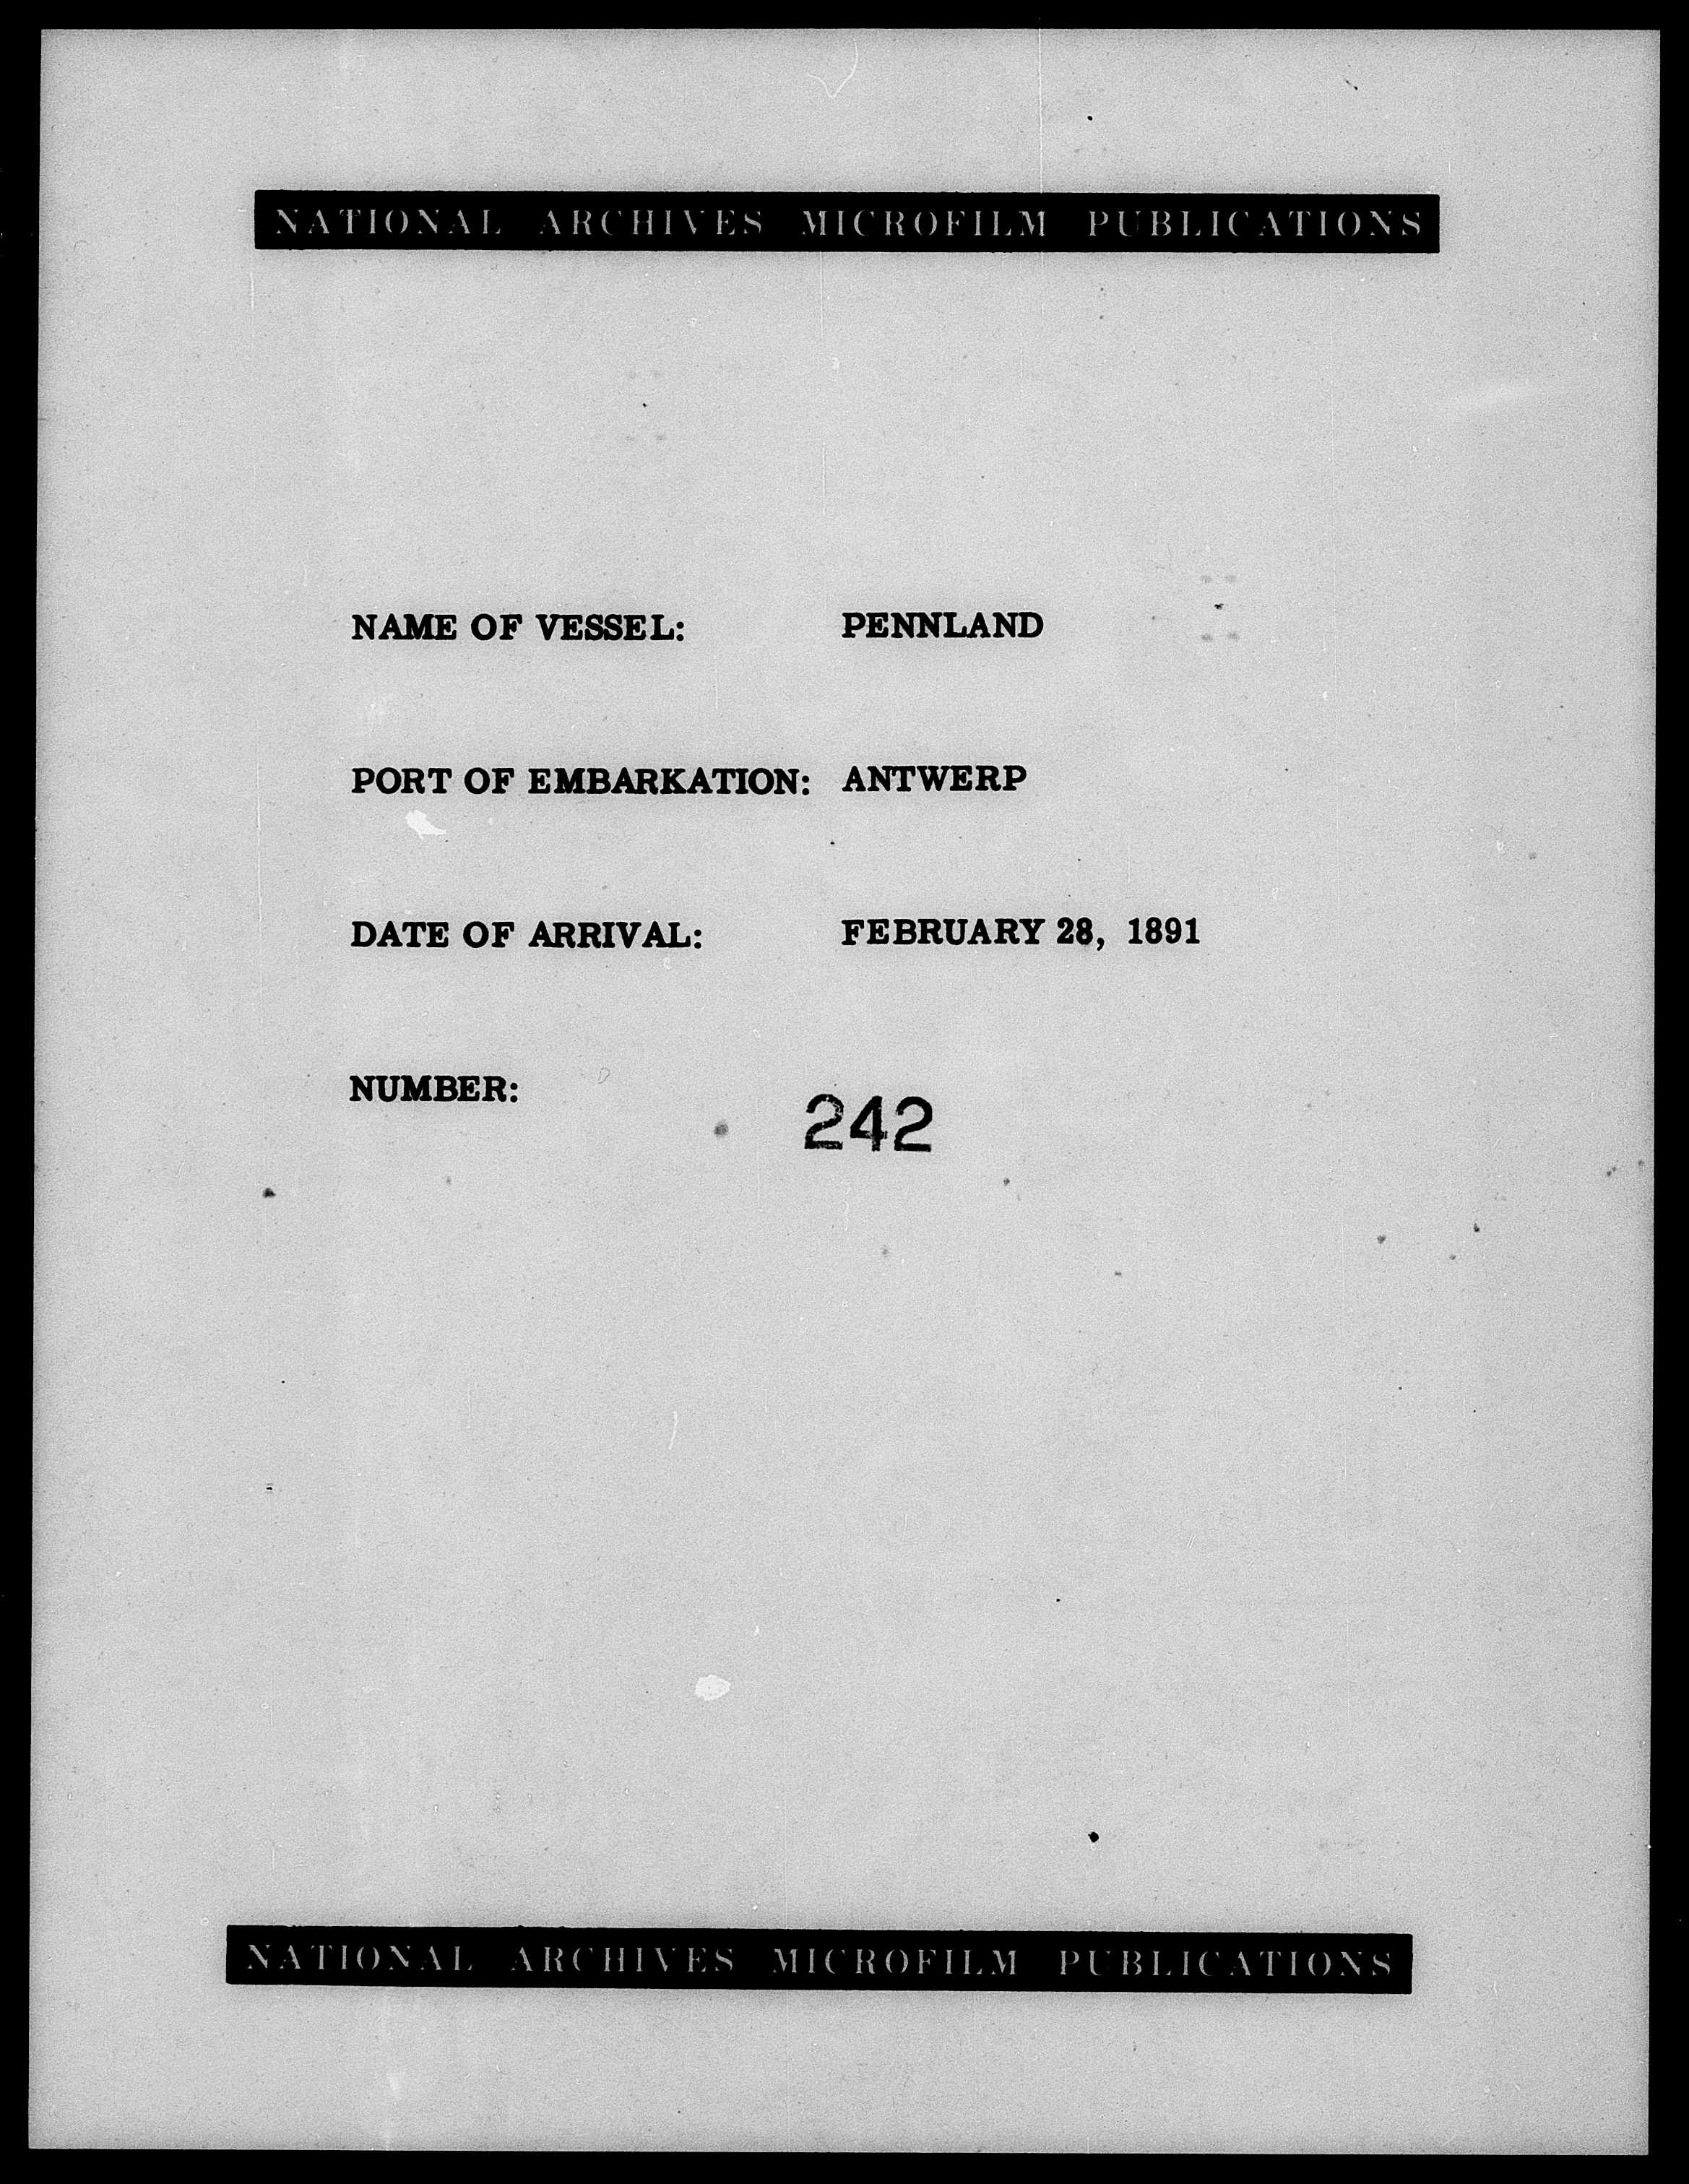 NATIONAL ARCHIVES MICROFILM PUBLICATIONS
NAME OF VESSEL: PENNLAND
PORT OF EMBARKATION: ANTWERP
DATE OF ARRIVAL: FEBRUARY 28, 1891
NUMBER: 242
NATIONAL ARCHIVES MICROFILM PUBLICATIONS